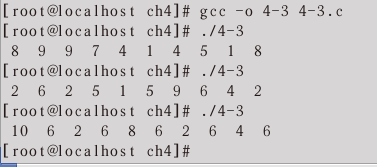 [root@localhost ch4]# gcc -o 4-3 4-3.c
[root@localhost ch4]# ./4-3
8 9 9 7 4 1 4 5 1 8
[root@localhost ch4]# ./4-3
2 6 2 5 1 5 9 6 4 2
[root@localhost ch4]# ./4-3
10 6 2 6 8 6 2 6 4 6
[root@localhost ch4]#